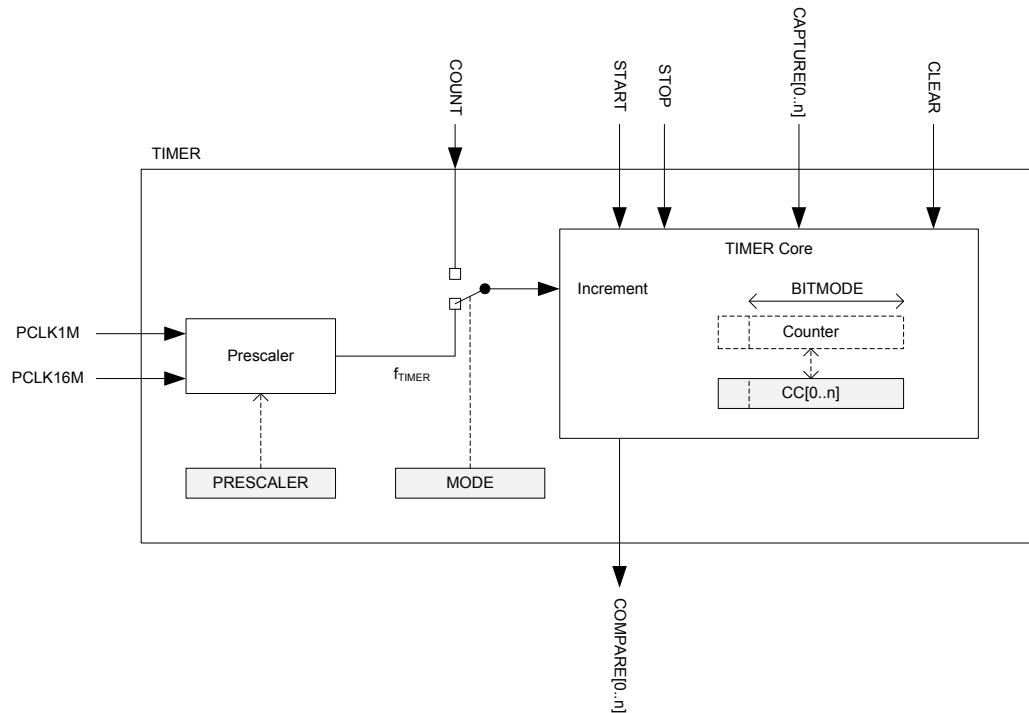 COUNT
START
STOP
CAPTURE[0..n]
CLEAR
TIMER
TIMER Core
Increment
BITMODE
Counter
CC[0..n]
PCLK1M
PCLK16M
Prescaler
fTIMER
PRESCALER
MODE
COMPARE[0..n]